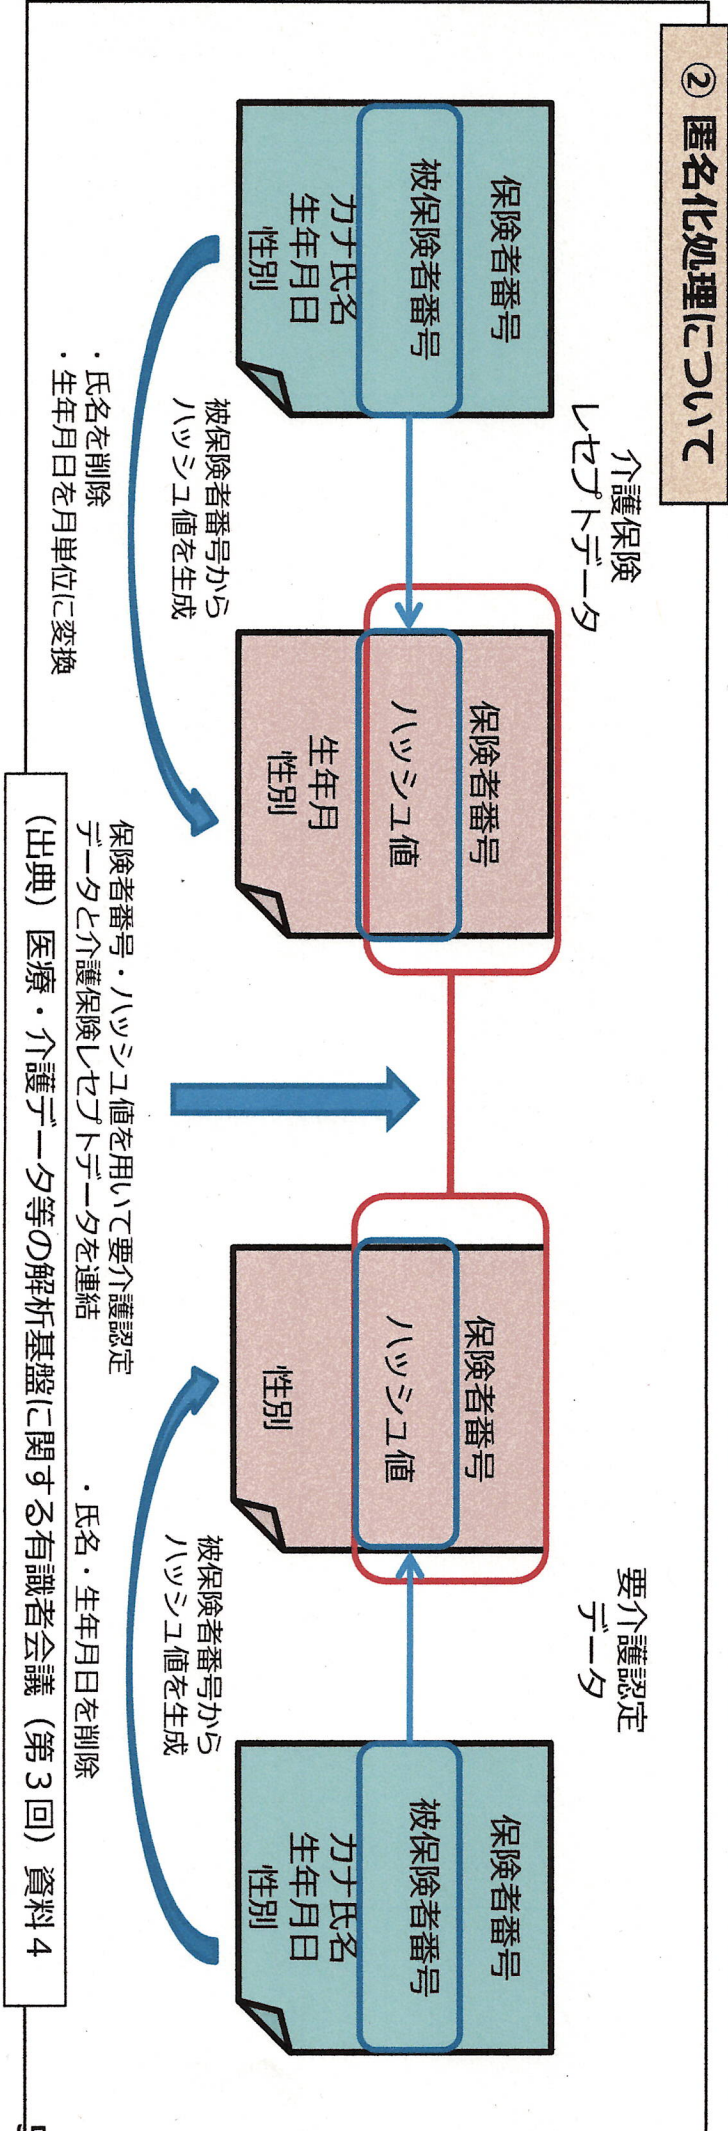 ② 匿名化処理について
介護保険
レセプトデータ
要介護認定
データ
保険者番号
被保険者番号
カナ氏名
生年月日
性別
保険者番号
ハッシュ値
生年月
性別
保険者番号
ハッシュ値
性別
保険者番号
被保険者番号
カナ氏名
生年月日
性別
被保険者番号から
ハッシュ値を生成
・氏名を削除
・生年月日を月単位に変換
保険者番号・ハッシュ値を用いて要介護認定
データと介護保険レセプトデータを連結
被保険者番号から
ハッシュ値を生成
・氏名・生年月日を削除
(出典) 医療・介護データ等の解析基盤に関する有識者会議 (第3回) 資料4